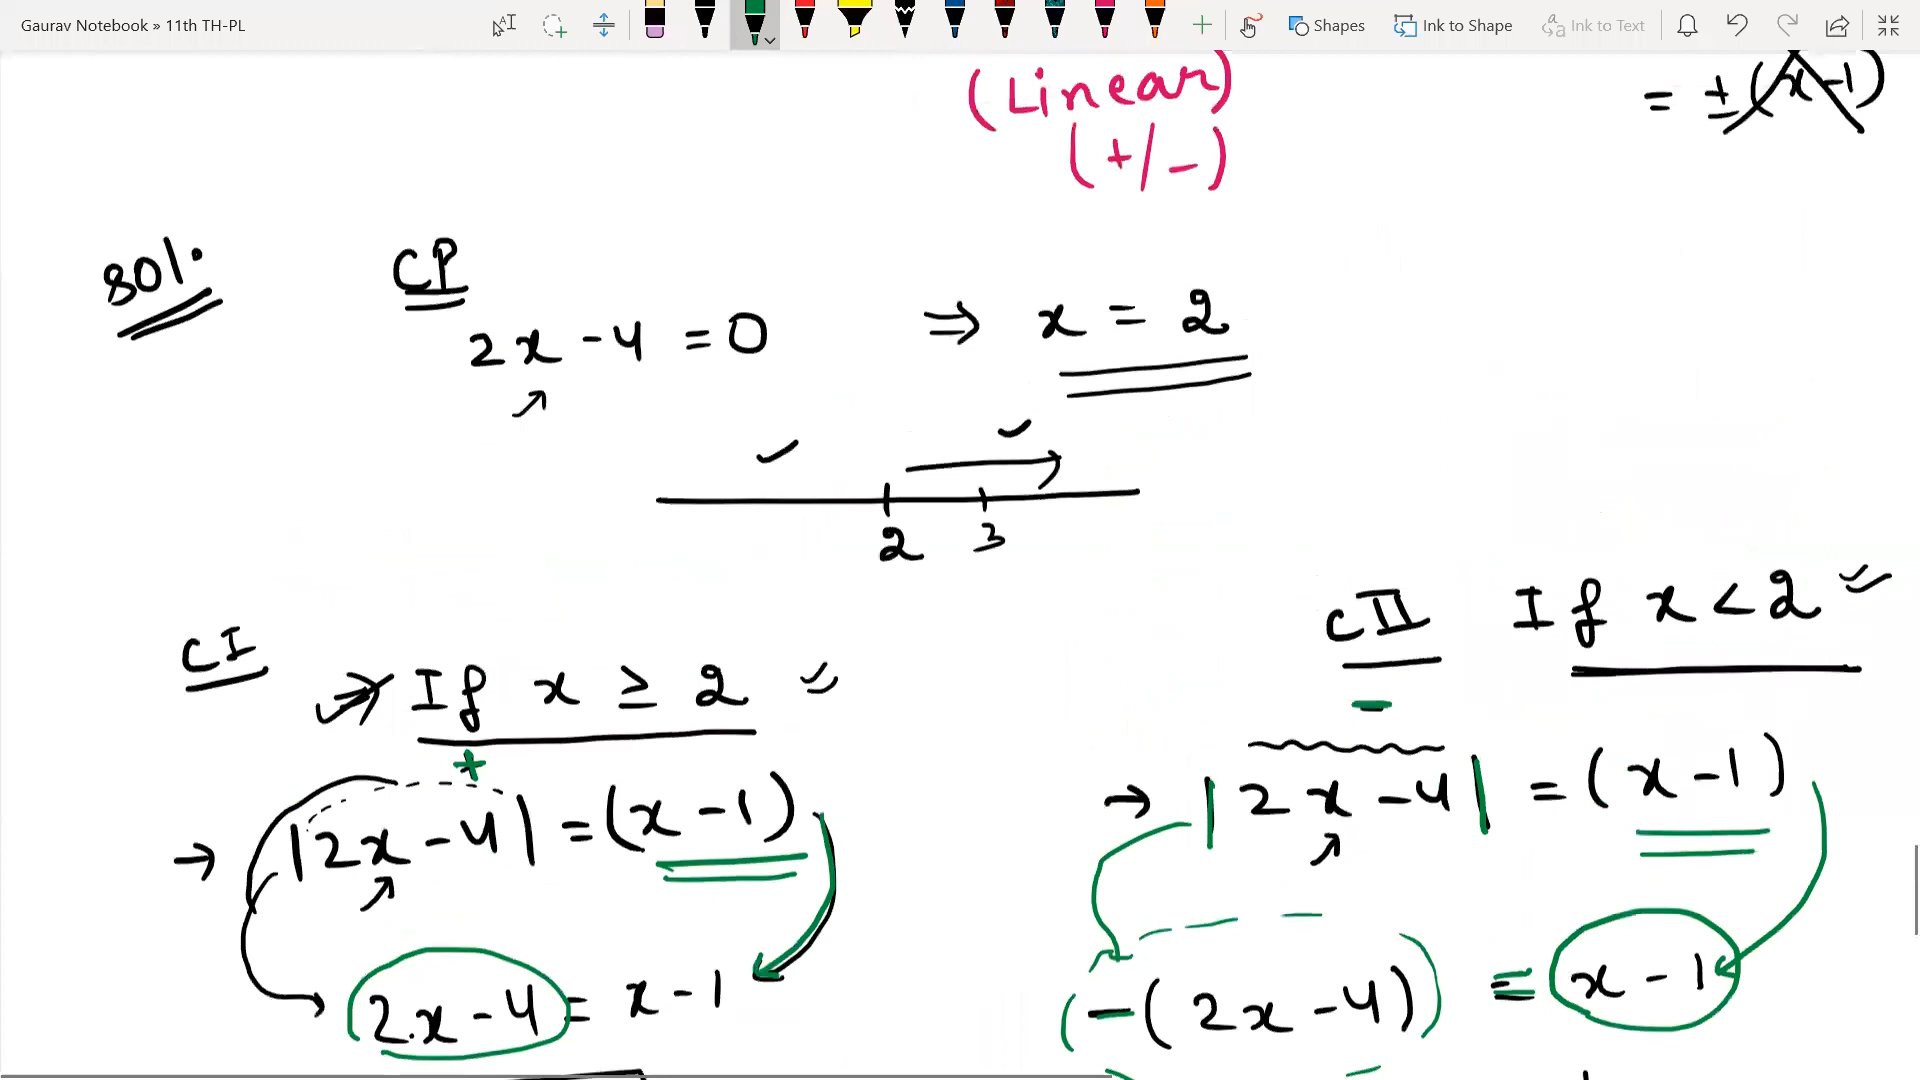 Gaurav Notebook » 11th TH-PL
Shapes
Ink to Shape
Ink to Text
(Linear)
(+/-)
= ±(x-1)
Sol.
CP
2x-4 = 0 ⇒ x = 2
2 3
CI
If x ≥ 2
+
→ |2x-4| = (x-1)
2x-4 = x-1
CII If x < 2
-
→ |2x-4| = (x-1)
(-(2x-4)) = x-1